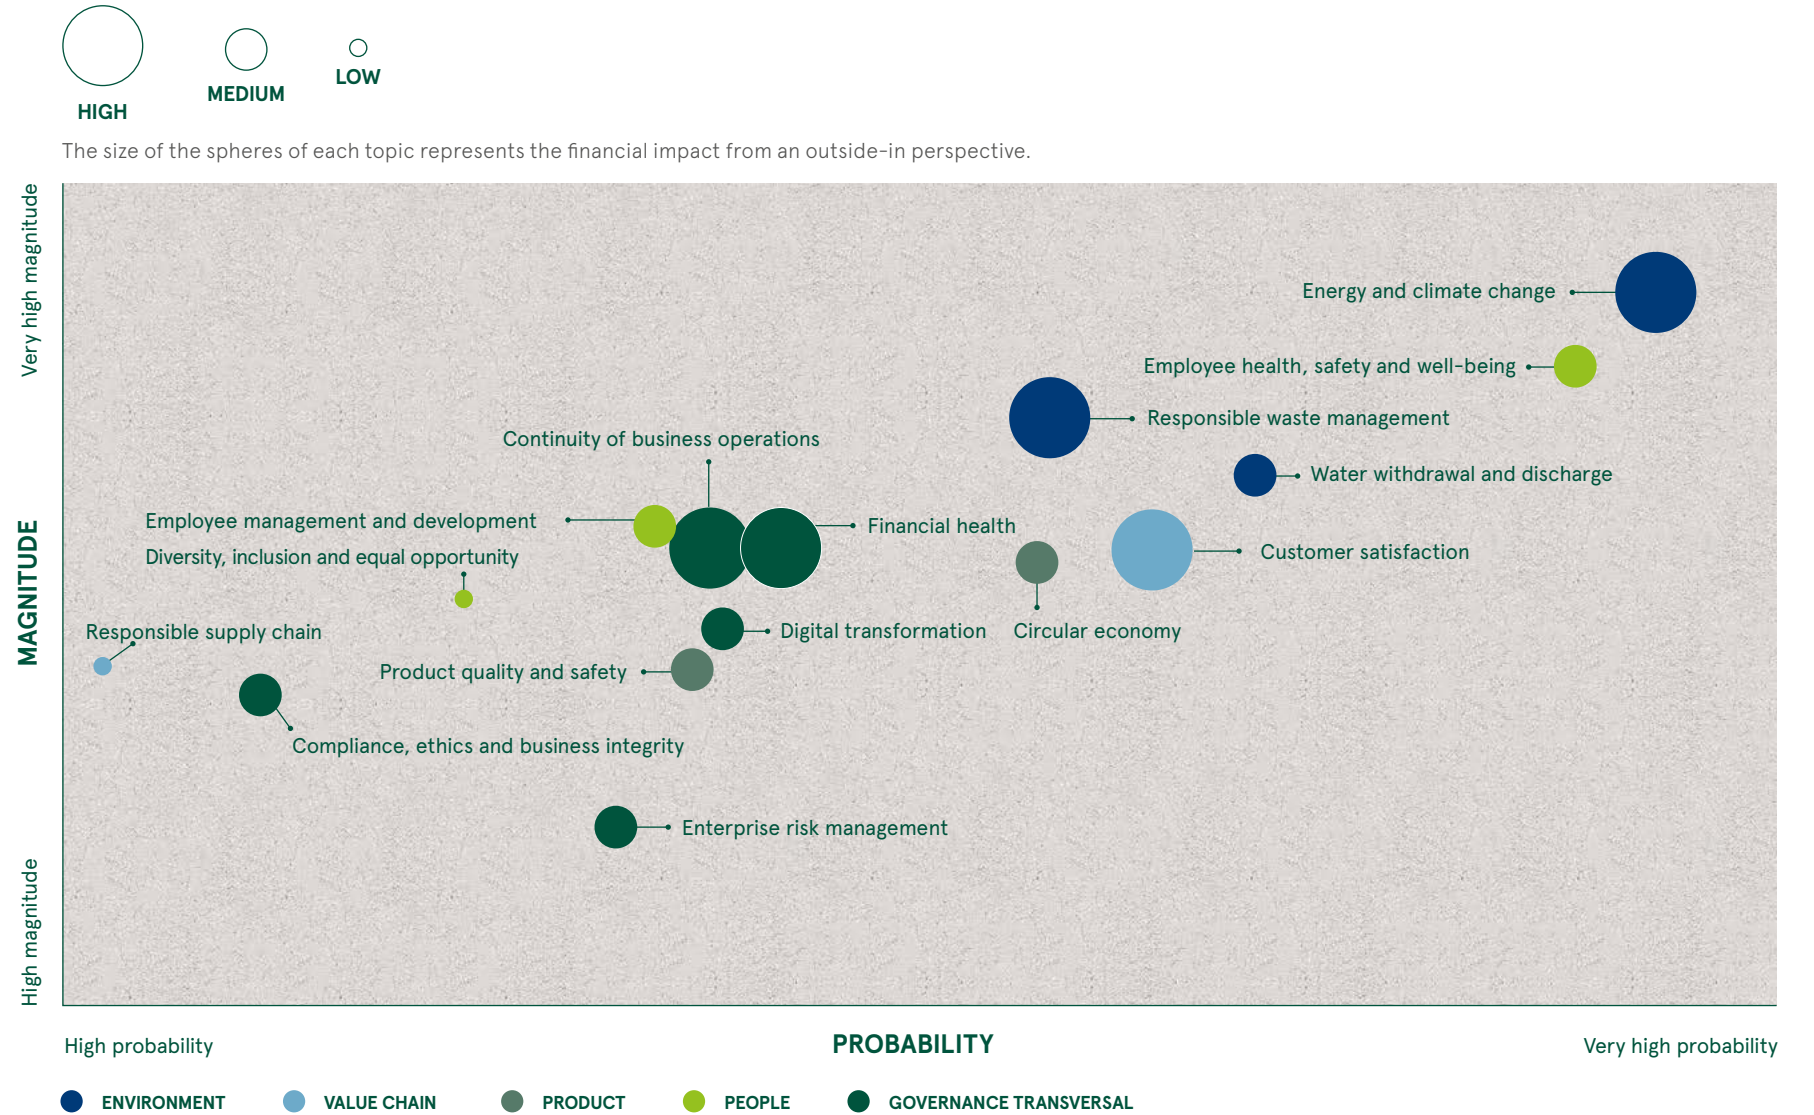 HIGH
MEDIUM
LOW
The size of the spheres of each topic represents the financial impact from an outside-in perspective.
Very high magnitude
MAGNITUDE
High magnitude
Energy and climate change
Employee health, safety and well-being
Responsible waste management
Continuity of business operations
Water withdrawal and discharge
Employee management and development
Financial health
Customer satisfaction
Diversity, inclusion and equal opportunity
Responsible supply chain
Digital transformation
Circular economy
Product quality and safety
Compliance, ethics and business integrity
Enterprise risk management
High probability
PROBABILITY
Very high probability
ENVIRONMENT
VALUE CHAIN
PRODUCT
PEOPLE
GOVERNANCE TRANSVERSAL